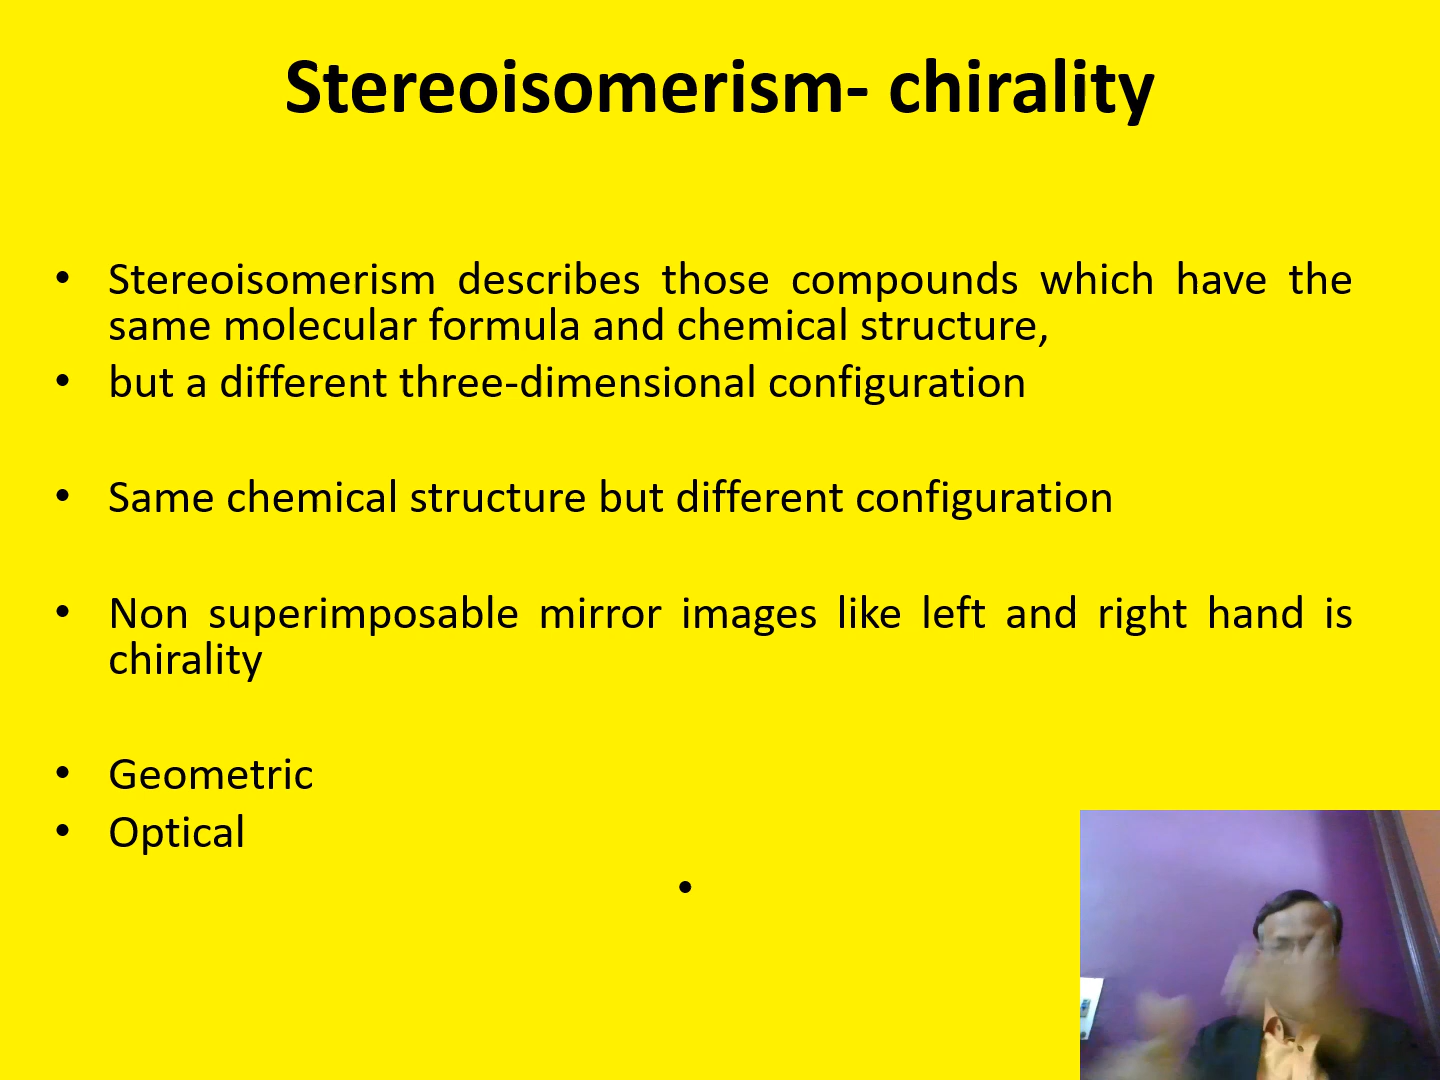 Stereoisomerism- chirality
• Stereoisomerism describes those compounds which have the
same molecular formula and chemical structure,
• but a different three-dimensional configuration
• Same chemical structure but different configuration
• Non superimposable mirror images like left and right hand is
chirality
• Geometric
• Optical
•